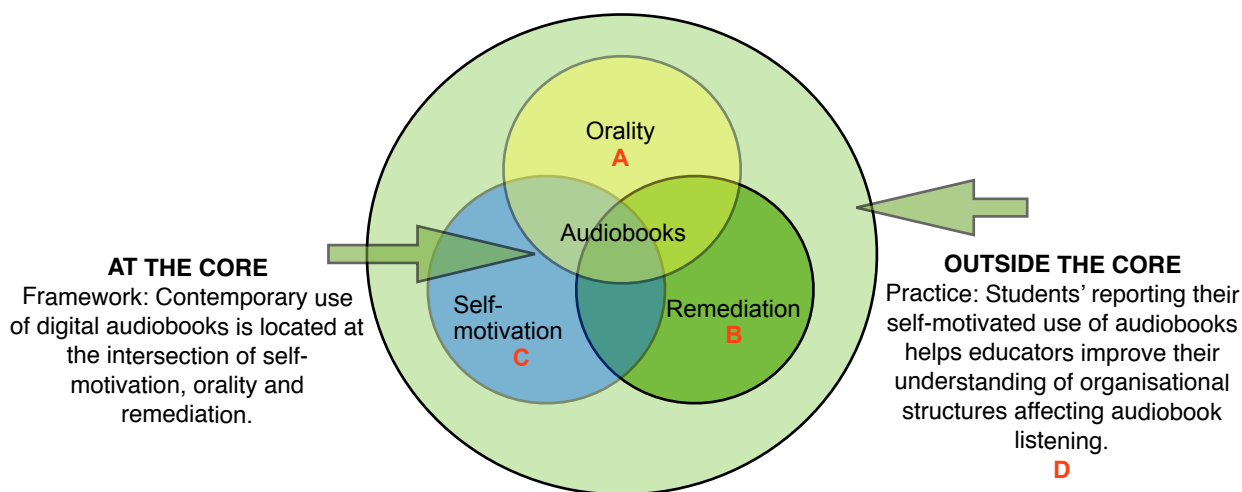 Orality
A
Audiobooks
Self-
motivation
C
Remediation
B
AT THE CORE
Framework: Contemporary use
of digital audiobooks is located at
the intersection of self-
motivation, orality and
remediation.
OUTSIDE THE CORE
Practice: Students’ reporting their
self-motivated use of audiobooks
helps educators improve their
understanding of organisational
structures affecting audiobook
listening.
D